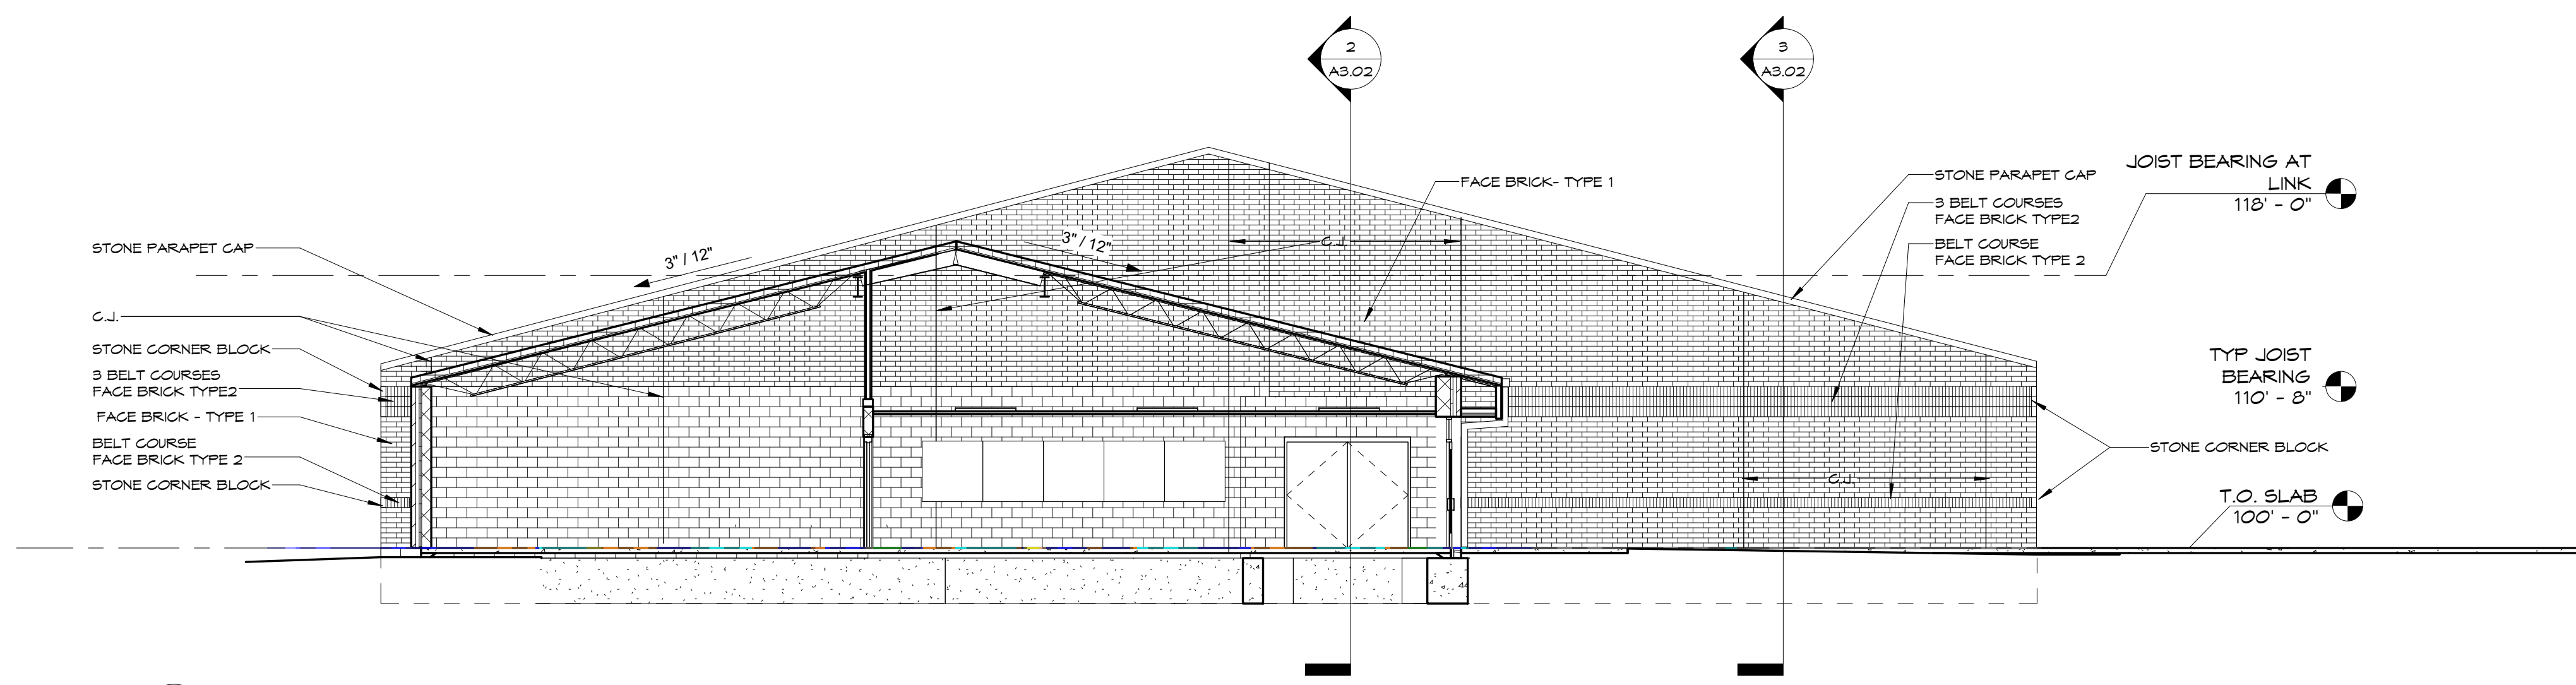 2
A3.02
3
A3.02
STONE PARAPET CAP
C.J.
STONE CORNER BLOCK
3 BELT COURSES
FACE BRICK TYPE2
FACE BRICK - TYPE 1
BELT COURSE
FACE BRICK TYPE 2
STONE CORNER BLOCK
3" / 12"
3" / 12"
C.J.
FACE BRICK- TYPE 1
STONE PARAPET CAP
3 BELT COURSES
FACE BRICK TYPE2
BELT COURSE
FACE BRICK TYPE 2
C.J.
JOIST BEARING AT
LINK
118' - 0"
TYP JOIST
BEARING
110' - 8"
STONE CORNER BLOCK
T.O. SLAB
100' - 0"